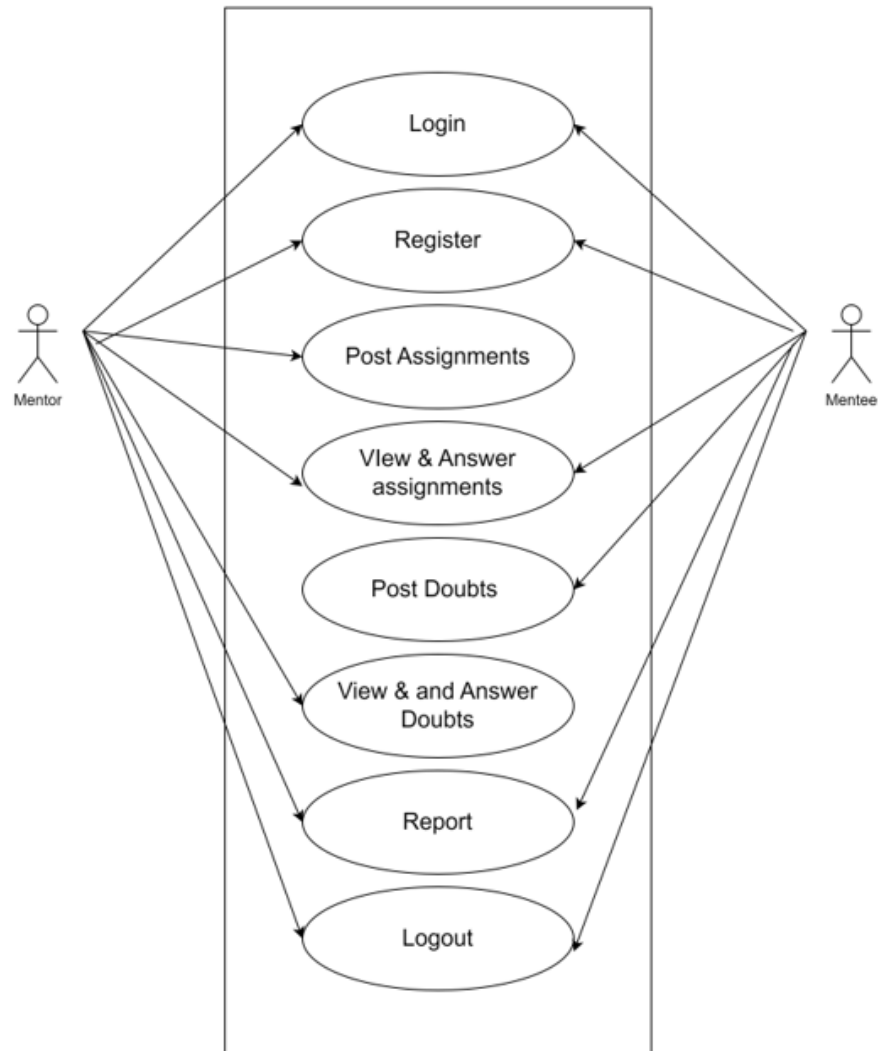 Login
Register
Post Assignments
Mentor
Mentee
VIew & Answer
assignments
Post Doubts
View & and Answer
Doubts
Report
Logout